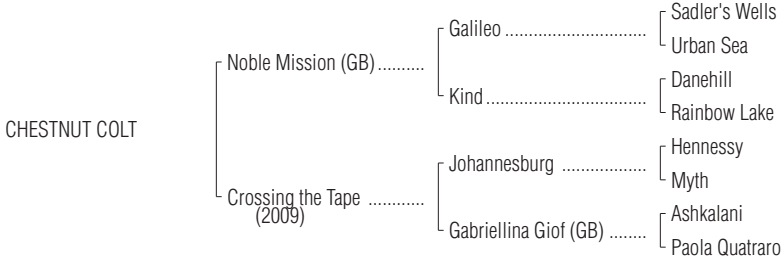 Sadler's Wells
Galileo ..............................
Urban Sea
Noble Mission (GB)..........
Danehill
Kind..................................
Rainbow Lake
CHESTNUT COLT
Hennessy
Johannesburg ..................
Myth
Crossing the Tape ............
(2009)
Ashkalani
Gabriellina Giof (GB) ........
Paola Quatraro